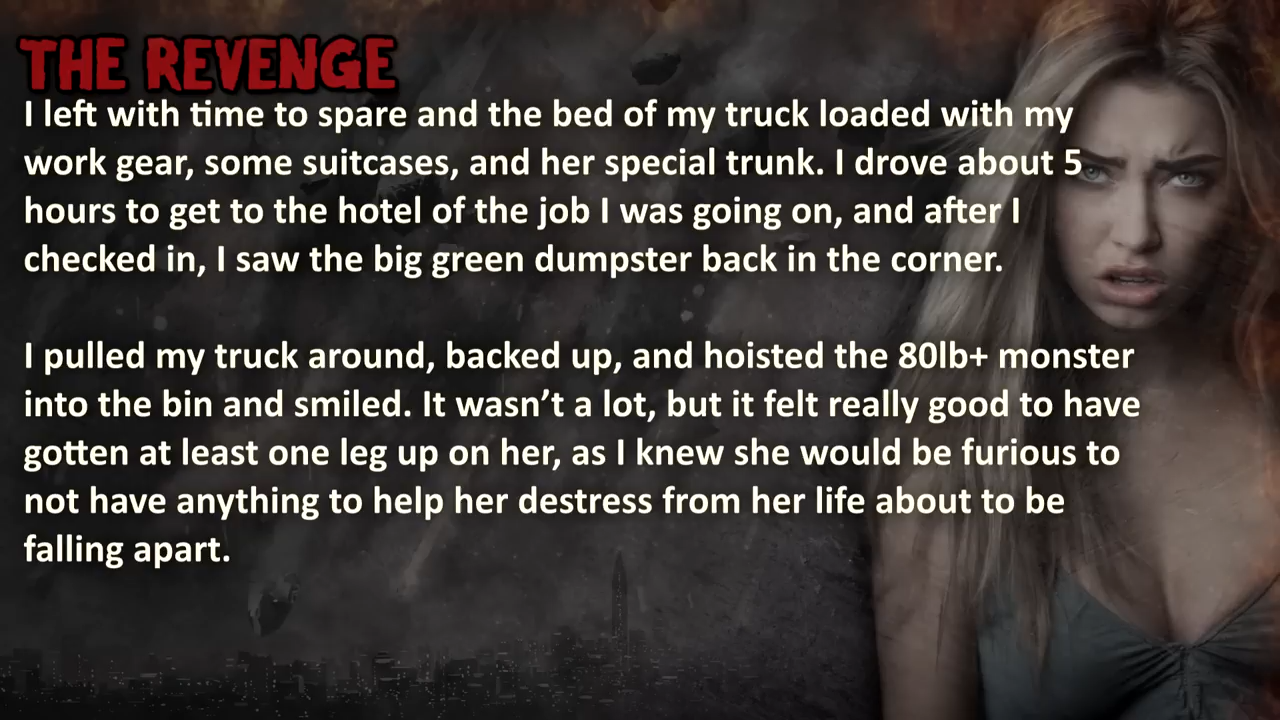 THE REVENGE
I left with time to spare and the bed of my truck loaded with my
work gear, some suitcases, and her special trunk. I drove about 5
hours to get to the hotel of the job I was going on, and after I
checked in, I saw the big green dumpster back in the corner.
I pulled my truck around, backed up, and hoisted the 80lb+ monster
into the bin and smiled. It wasn’t a lot, but it felt really good to have
gotten at least one leg up on her, as I knew she would be furious to
not have anything to help her destress from her life about to be
falling apart.